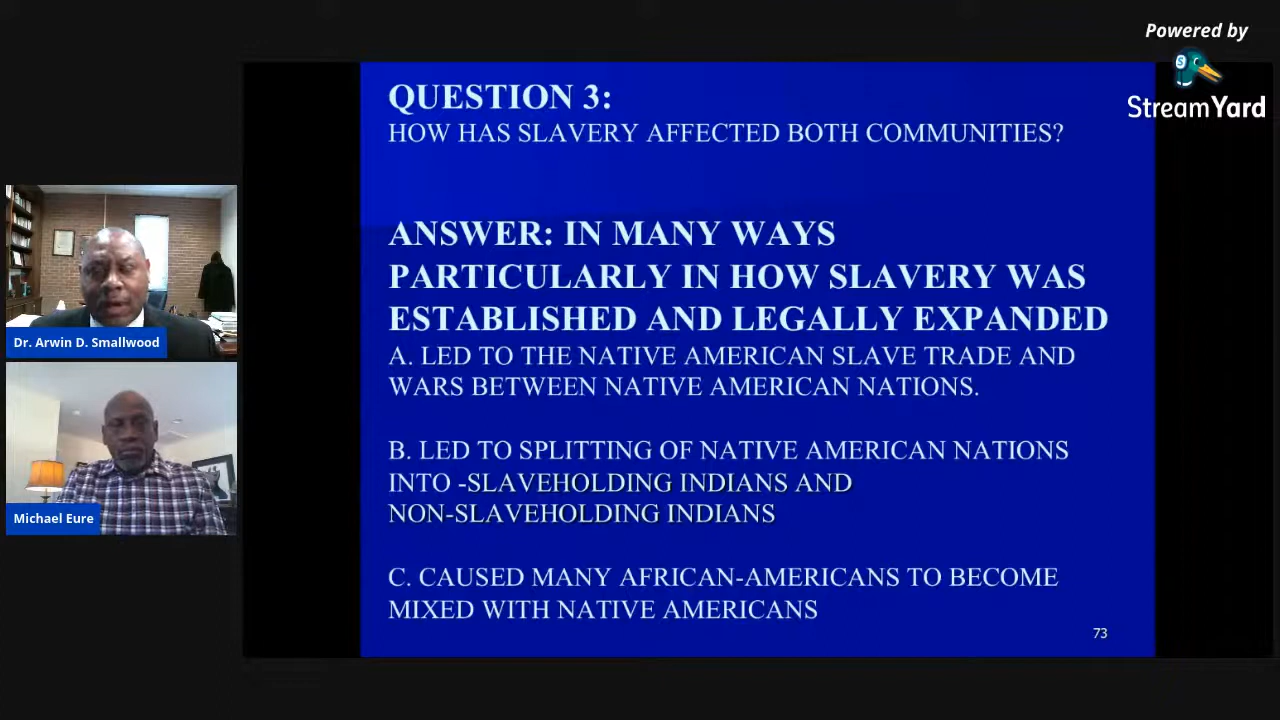 Powered by
StreamYard
QUESTION 3:
HOW HAS SLAVERY AFFECTED BOTH COMMUNITIES?
ANSWER: IN MANY WAYS
PARTICULARLY IN HOW SLAVERY WAS
ESTABLISHED AND LEGALLY EXPANDED
A. LED TO THE NATIVE AMERICAN SLAVE TRADE AND
WARS BETWEEN NATIVE AMERICAN NATIONS.
B. LED TO SPLITTING OF NATIVE AMERICAN NATIONS
INTO -SLAVEHOLDING INDIANS AND
NON-SLAVEHOLDING INDIANS
C. CAUSED MANY AFRICAN-AMERICANS TO BECOME
MIXED WITH NATIVE AMERICANS
73
Dr. Arwin D. Smallwood
Michael Eure